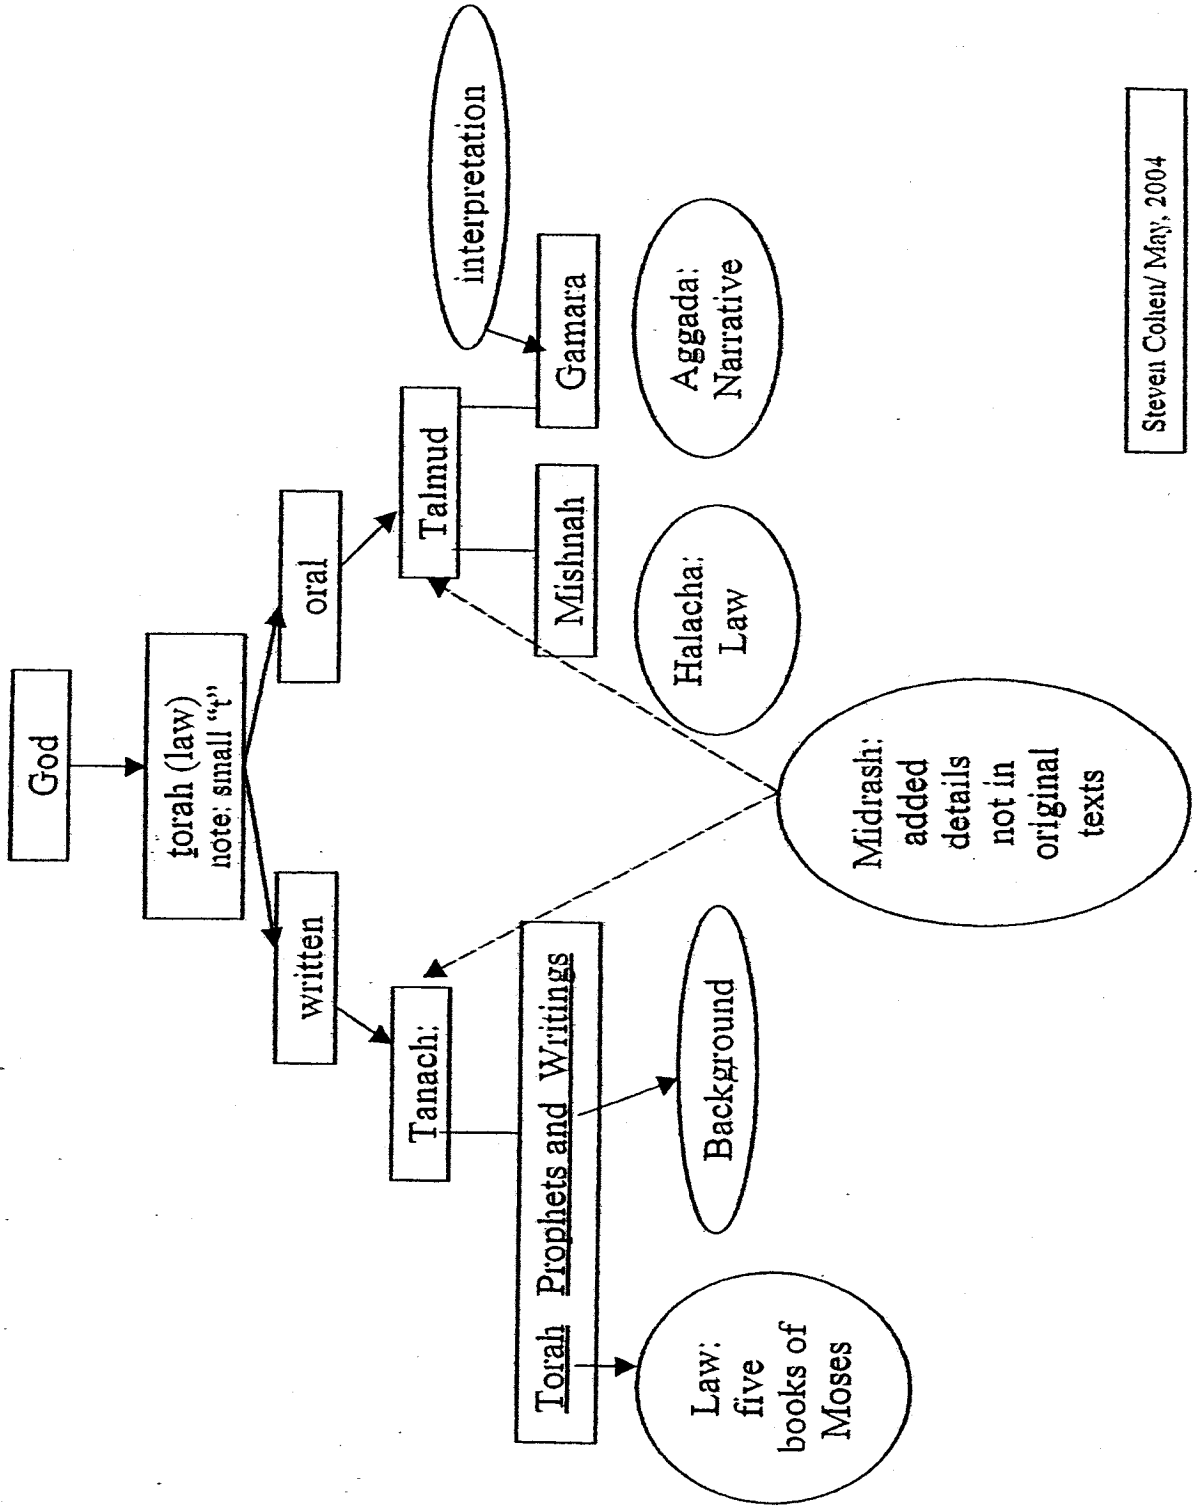 God
torah (law)
note: small “t”
written
oral
Tanach:
Talmud
interpretation
Torah Prophets and Writings
Mishnah
Gamara
Law:
five
books of
Moses
Background
Halacha:
Law
Aggada:
Narrative
Midrash:
added
details
not in
original
texts
Steven Cohen/ May, 2004